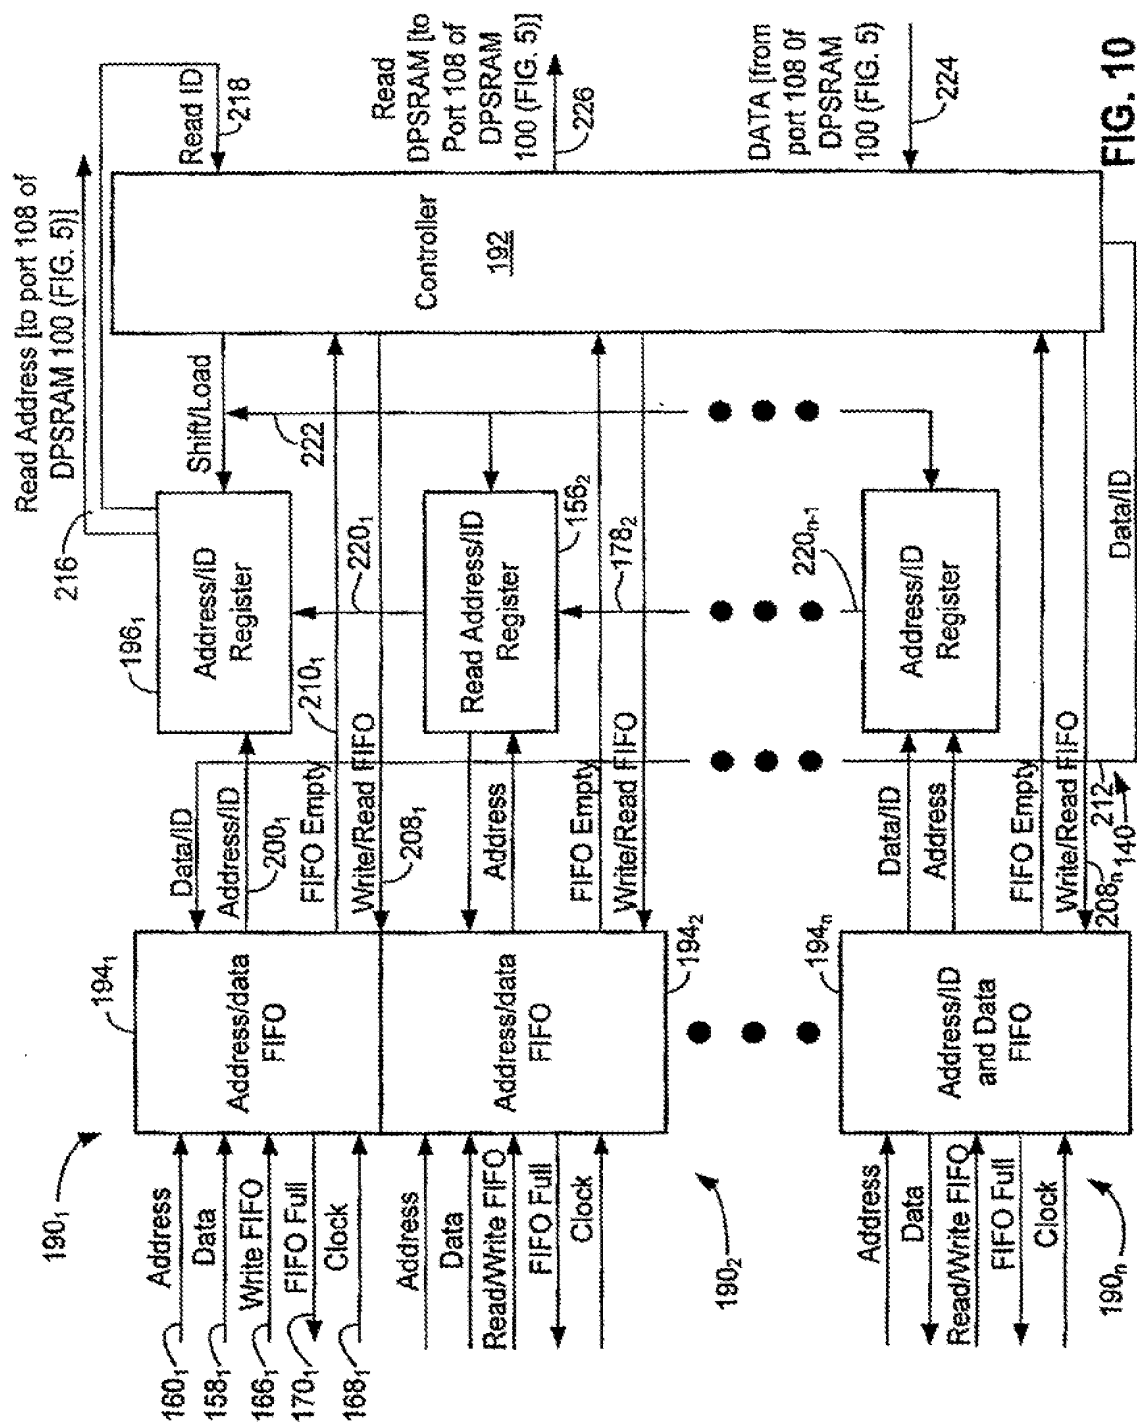 190₁
160₁
Address
158₁
Data
166₁
Write FIFO
170₁
FIFO Full
168₁
Clock
194₁
Address/data
FIFO
Data/ID
Address/ID
200₁
FIFO Empty
210₁
Write/Read FIFO
208₁
196₁
Address/ID
Register
216
Read Address [to port 108 of
DPSRAM 100 (FIG. 5)]
Shift/Load
222
220₁
Read ID
218
Controller
192
Read
DPSRAM [to
Port 108 of
DPSRAM
100 (FIG. 5)]
226
DATA [from
port 108 Of
DPSRAM
100 (FIG. 5)
224
Address
Data
Read/Write FIFO
FIFO Full
Clock
190₂
Address/data
FIFO
194₂
Address
FIFO Empty
Write/Read FIFO
Read Address/ID
Register
156₂
178₂
220ₙ₋₁
Address
Data
Read/Write FIFO
FIFO Full
Clock
190ₙ
194ₙ
Address/ID
and Data
FIFO
Data/ID
Address
FIFO Empty
Write/Read FIFO
208ₙ
212
140
Address/ID
Register
Data/ID
FIG. 10